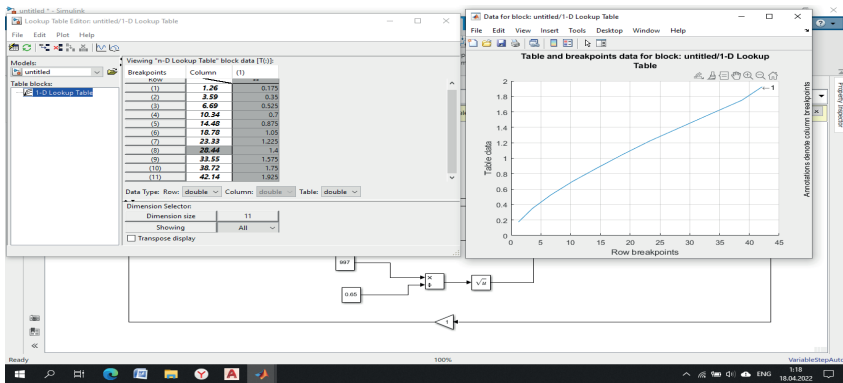 untitled * - Simulink
Lookup Table Editor: untitled/1-D Lookup Table
File Edit Plot Help
Models:
untitled
Table blocks:
1-D Lookup Table
Viewing "n-D Lookup Table" block data [T(:)]:
Breakpoints Column (1)
Row
(1) 1.26 0.175
(2) 3.59 0.35
(3) 6.69 0.525
(4) 10.34 0.7
(5) 14.48 0.875
(6) 18.78 1.05
(7) 23.33 1.225
(8) 28.44 1.4
(9) 33.55 1.575
(10) 38.72 1.75
(11) 42.14 1.925
Data Type: Row: double Column: double Table: double
Dimension Selector:
Dimension size 11
Showing All
Transpose display
Data for block: untitled/1-D Lookup Table
File Edit View Insert Tools Desktop Window Help
Table and breakpoints data for block: untitled/1-D Lookup
Table
2
1.8
1.6
1.4
1.2
1
0.8
0.6
0.4
0.2
0
0 5 10 15 20 25 30 35 40 45
Table data
Row breakpoints
←1
Annotations denote column breakpoints
Property Inspector
997
0.65
×
÷
√u
1
Ready 100% VariableStepAuto
ENG
1:18
18.04.2022